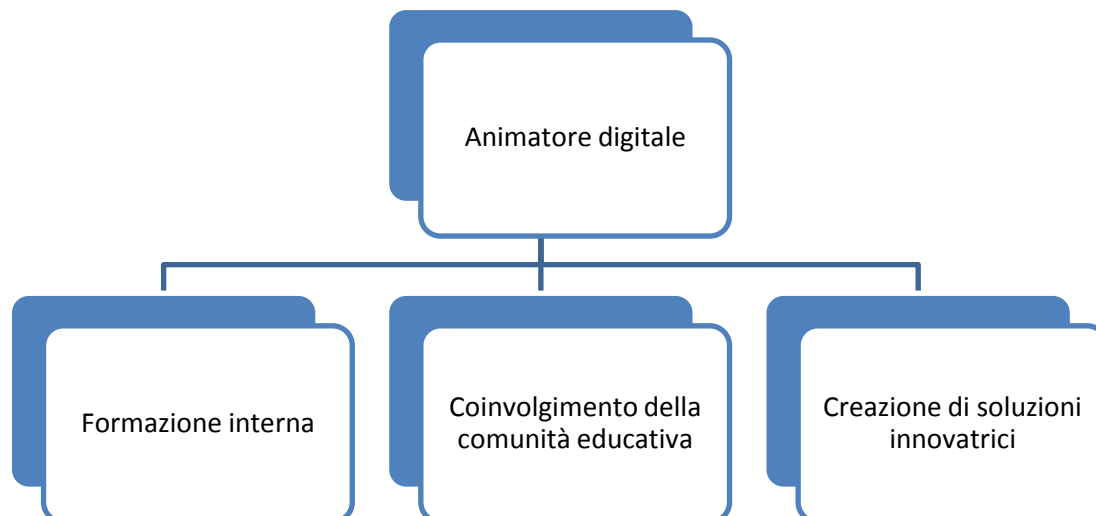 Animatore digitale
Formazione interna
Coinvolgimento della
comunità educativa
Creazione di soluzioni
innovatrici